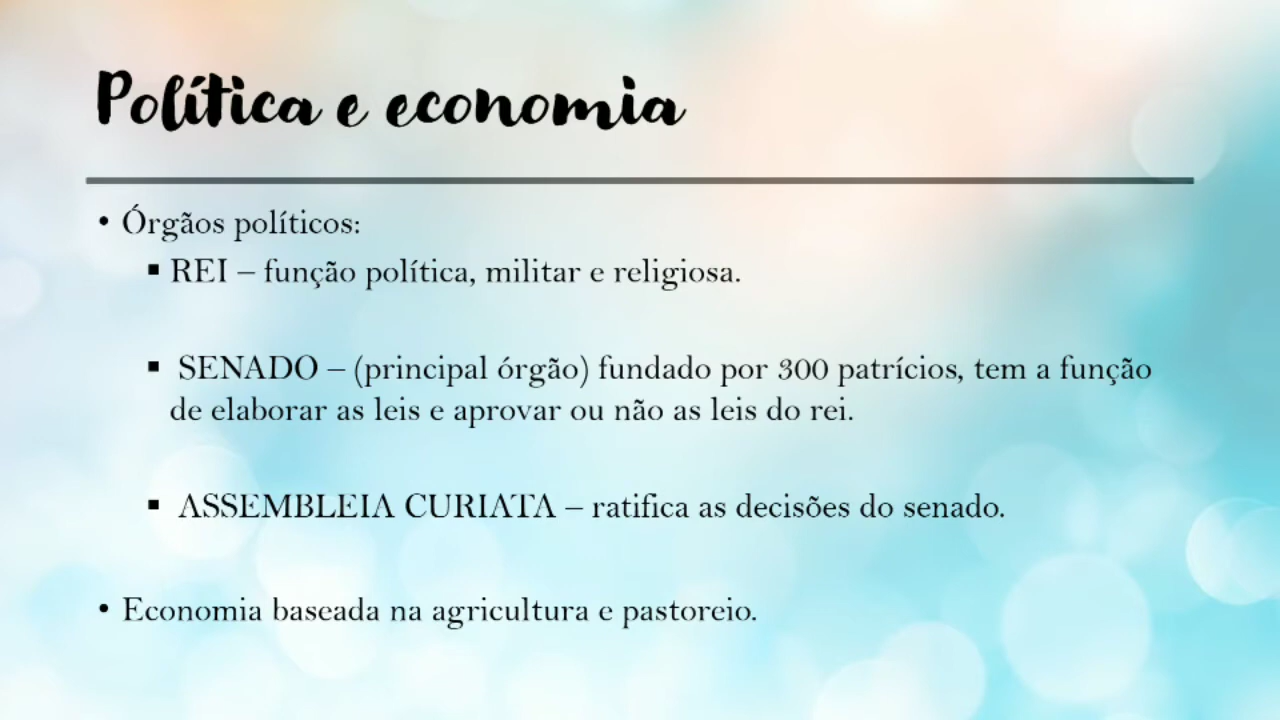 Política e economia
• Órgãos políticos:
▪ REI – função política, militar e religiosa.
▪ SENADO – (principal órgão) fundado por 300 patrícios, tem a função
de elaborar as leis e aprovar ou não as leis do rei.
▪ ASSEMBLEIA CURIATA – ratifica as decisões do senado.
• Economia baseada na agricultura e pastoreio.